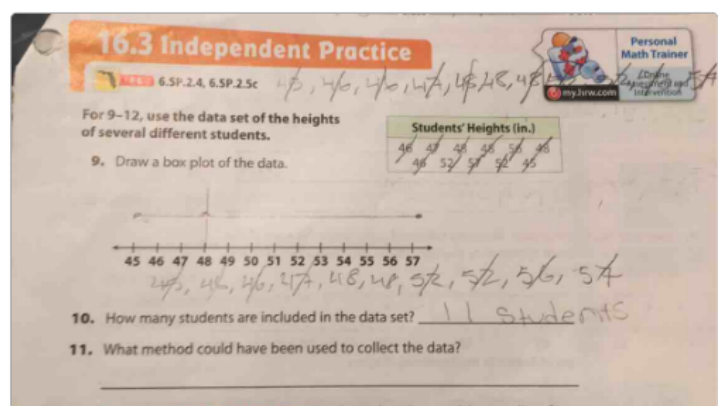 16.3 Independent Practice
6.SP.2.4, 6.SP.2.5c
Personal
Math Trainer
Online
Assessment and
Intervention
my.hrw.com
45, 46, 46, 47, 48, 48, 48
For 9–12, use the data set of the heights
of several different students.
Students' Heights (in.)
46 47 48 48 56 48
46 52 57 52 45
9. Draw a box plot of the data.
45 46 47 48 49 50 51 52 53 54 55 56 57
45, 46, 46, 47, 48, 48, 52, 52, 56, 57
10. How many students are included in the data set? 11 students
11. What method could have been used to collect the data?